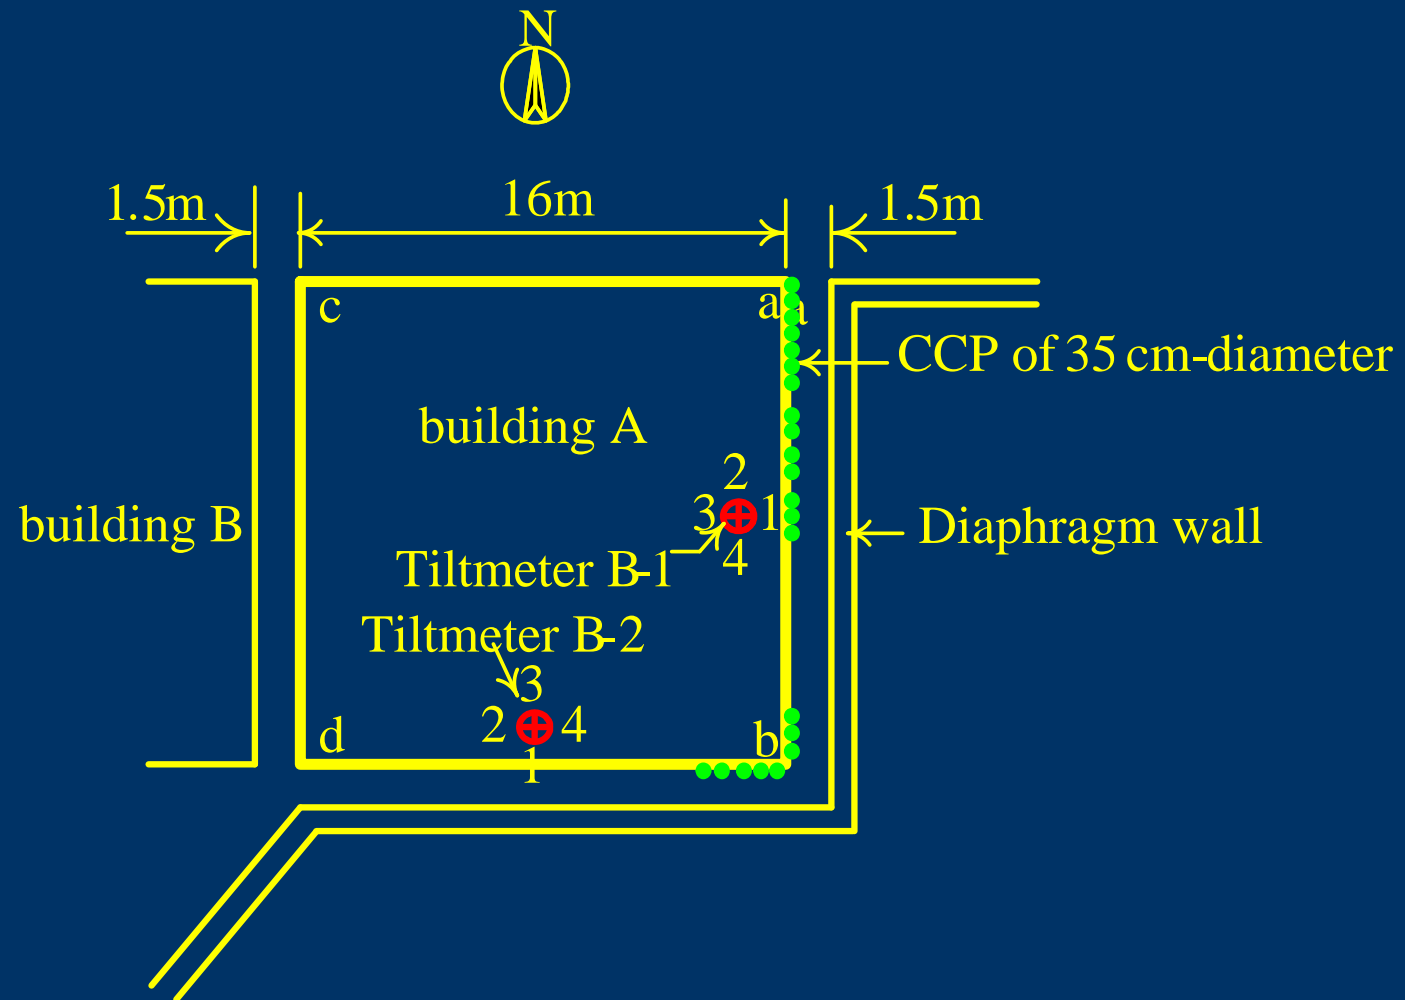 N
1.5m
16m
1.5m
c
a
a
CCP of 35 cm-diameter
building A
2
3
1
4
building B
Diaphragm wall
Tiltmeter B-1
Tiltmeter B-2
3
2
4
1
d
b